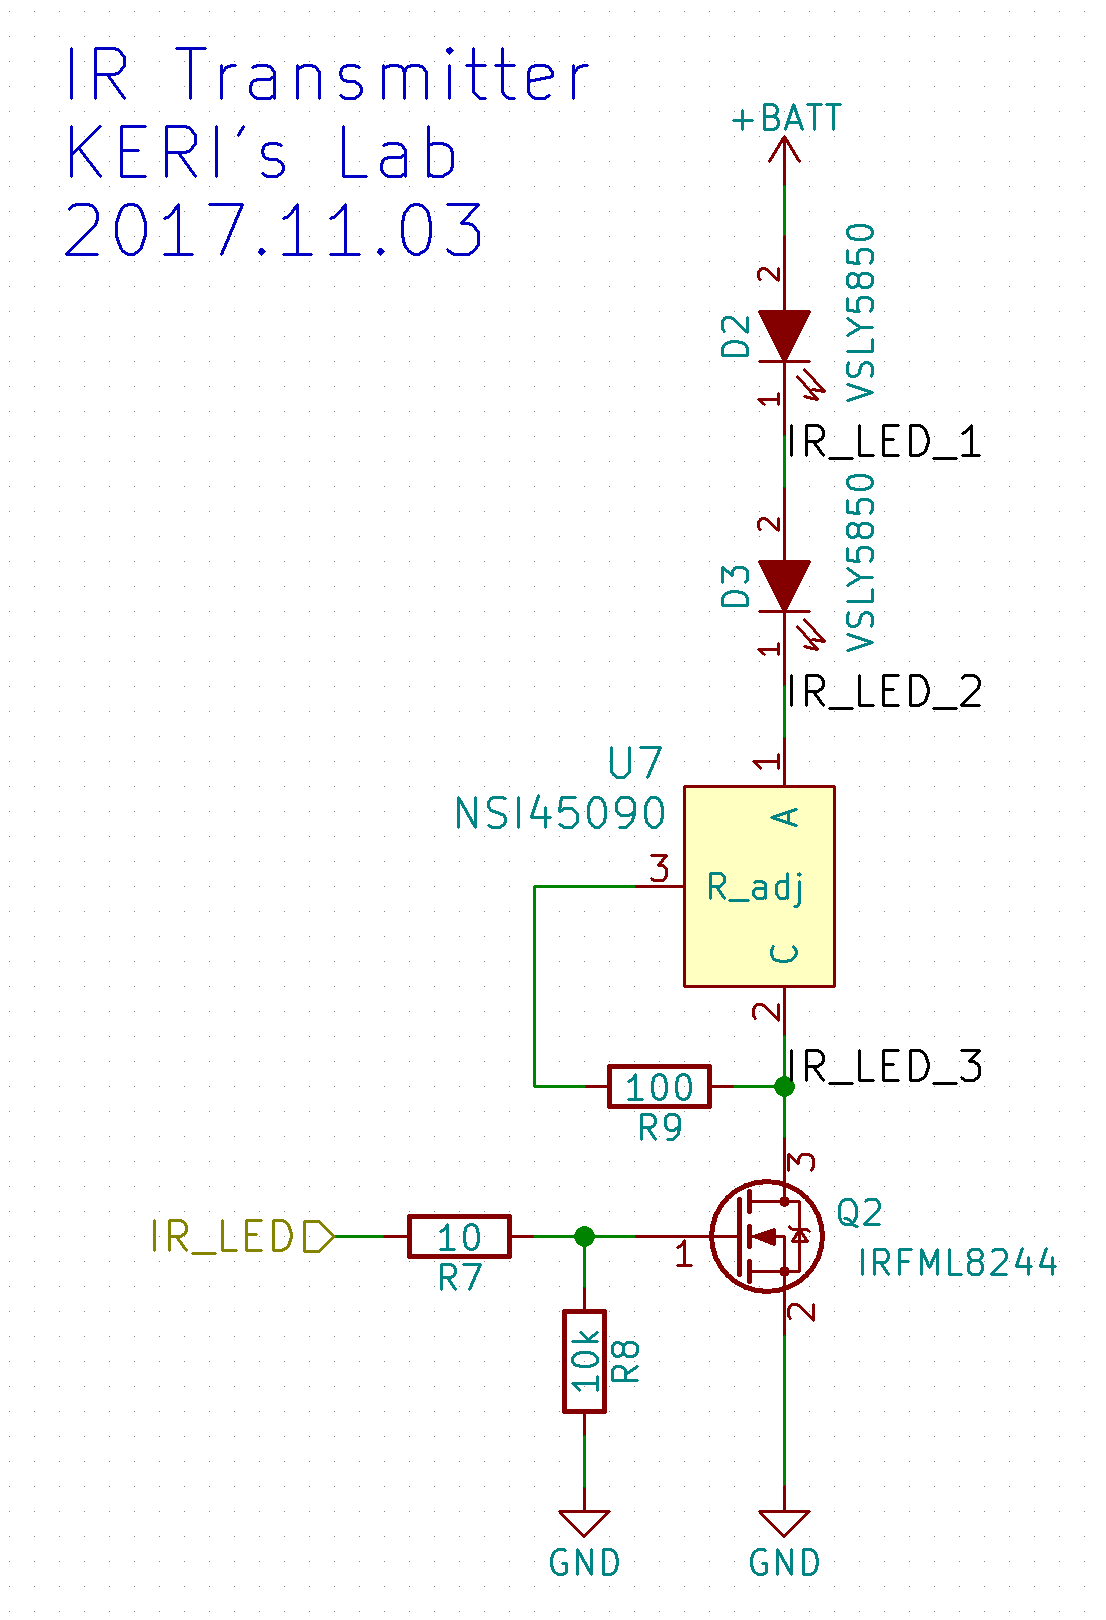 IR Transmitter
KERI's Lab
2017.11.03
+BATT
2
D2
VSLY5850
1
IR_LED_1
2
D3
VSLY5850
1
IR_LED_2
1
U7
NSI45090
A
3
R_adj
C
2
IR_LED_3
100
R9
3
Q2
IRFML8244
IR_LED
10
R7
1
2
10k
R8
GND
GND